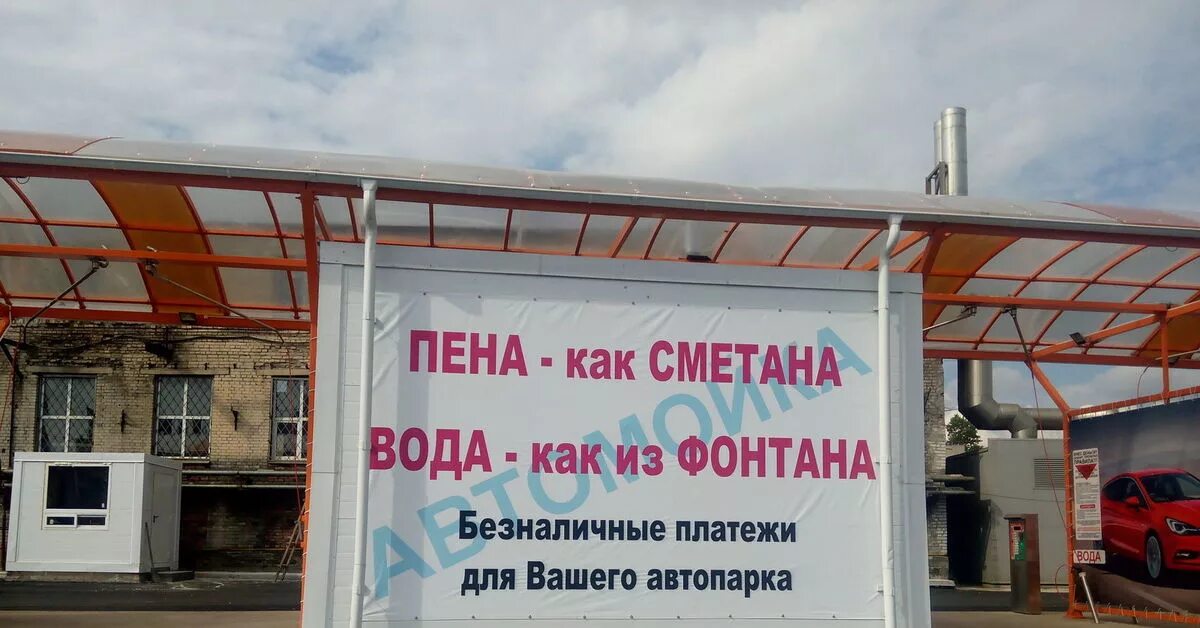 ПЕНА - как СМЕТАНА
ВОДА - как из ФОНТАНА
АВТОМОЙКА
Безналичные платежи
для Вашего автопарка
ВОДА